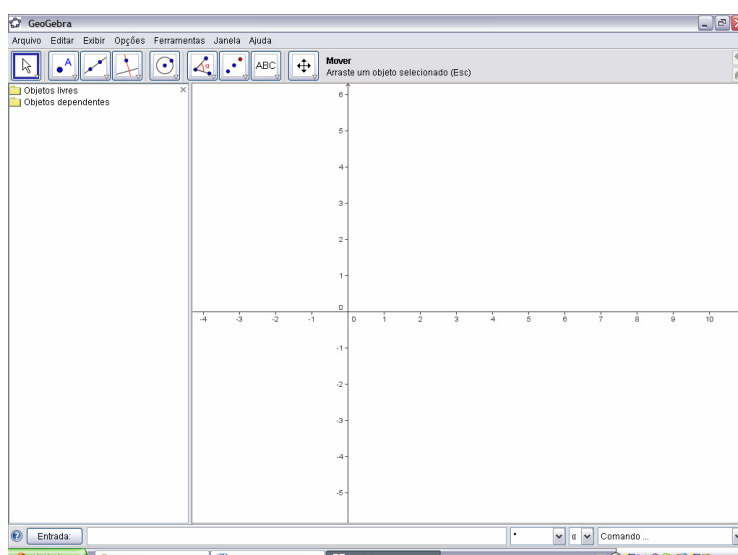 GeoGebra
Arquivo Editar Exibir Opções Ferramentas Janela Ajuda
A
α
ABC
Mover
Arraste um objeto selecionado (Esc)
Objetos livres
Objetos dependentes
6
5
4
3
2
1
0
-4 -3 -2 -1 0 1 2 3 4 5 6 7 8 9 10
-1
-2
-3
-4
-5
Entrada: α Comando ...